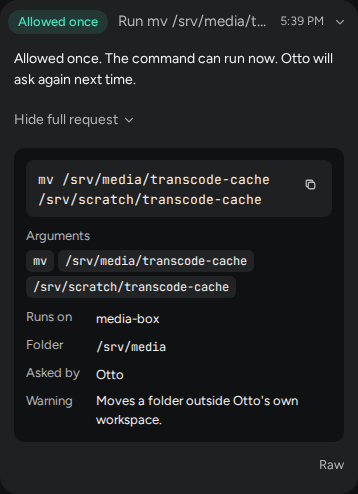 Allowed once Run mv /srv/media/t... 5:39 PM
Allowed once. The command can run now. Otto will
ask again next time.
Hide full request
mv /srv/media/transcode-cache
/srv/scratch/transcode-cache
Arguments
mv /srv/media/transcode-cache
/srv/scratch/transcode-cache
Runs on media-box
Folder /srv/media
Asked by Otto
Warning Moves a folder outside Otto's own
workspace.
Raw